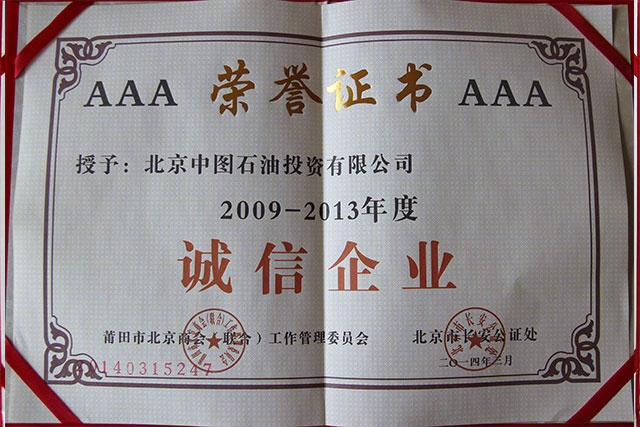 AAA 荣誉证书 AAA
授予：北京中图石油投资有限公司
2009-2013年度
诚信企业
莆田市北京商会（联合）工作管理委员会
北京市长安公证处
二〇一四年三月
140315247